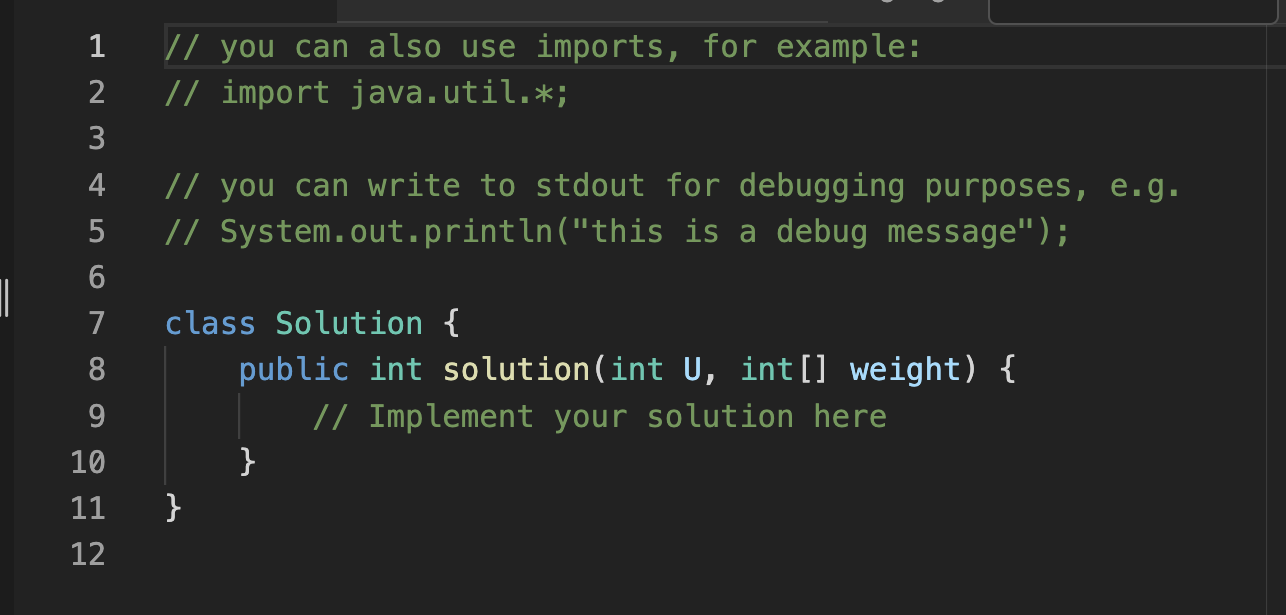 1 // you can also use imports, for example:
2 // import java.util.*;
3
4 // you can write to stdout for debugging purposes, e.g.
5 // System.out.println("this is a debug message");
6
7 class Solution {
8     public int solution(int U, int[] weight) {
9         // Implement your solution here
10     }
11 }
12